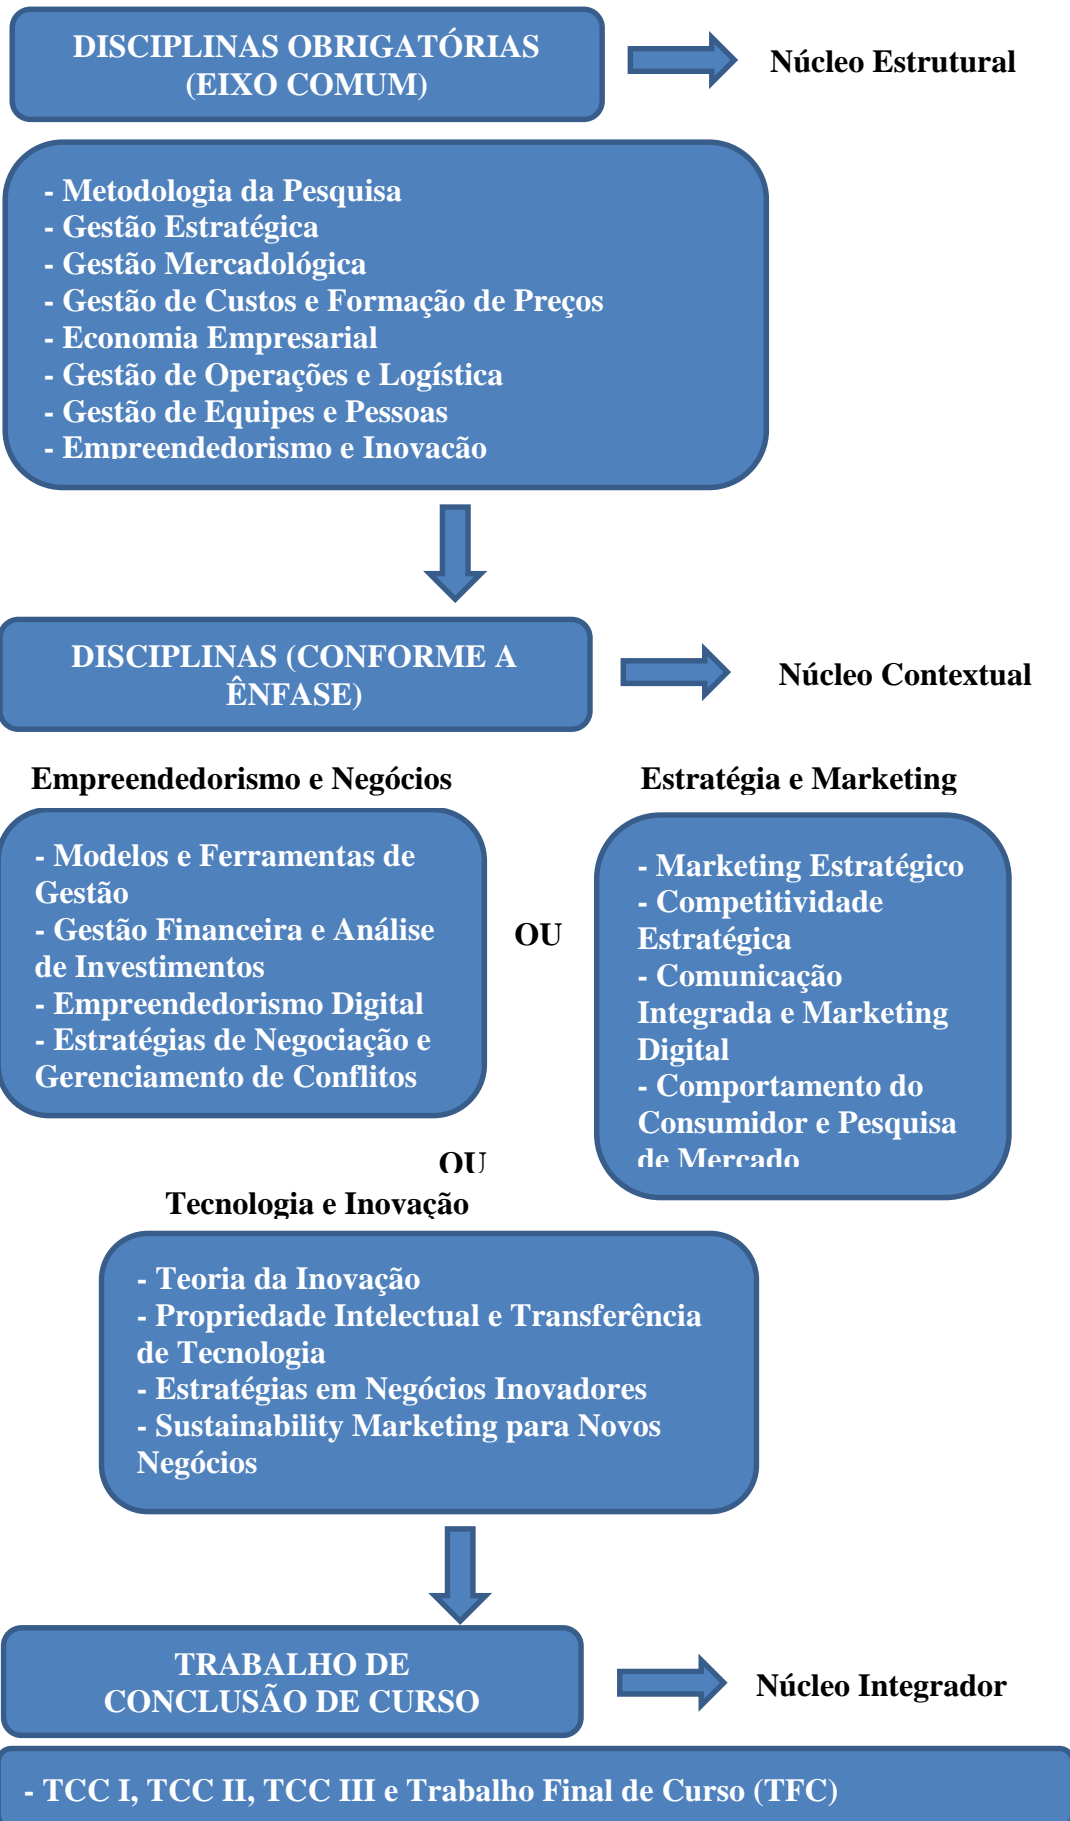 DISCIPLINAS OBRIGATÓRIAS
(EIXO COMUM)
Núcleo Estrutural
- Metodologia da Pesquisa
- Gestão Estratégica
- Gestão Mercadológica
- Gestão de Custos e Formação de Preços
- Economia Empresarial
- Gestão de Operações e Logística
- Gestão de Equipes e Pessoas
- Empreendedorismo e Inovação
DISCIPLINAS (CONFORME A
ÊNFASE)
Núcleo Contextual
Empreendedorismo e Negócios
- Modelos e Ferramentas de
Gestão
- Gestão Financeira e Análise
de Investimentos
- Empreendedorismo Digital
- Estratégias de Negociação e
Gerenciamento de Conflitos
OU
Estratégia e Marketing
- Marketing Estratégico
- Competitividade
Estratégica
- Comunicação
Integrada e Marketing
Digital
- Comportamento do
Consumidor e Pesquisa
de Mercado
OU
Tecnologia e Inovação
- Teoria da Inovação
- Propriedade Intelectual e Transferência
de Tecnologia
- Estratégias em Negócios Inovadores
- Sustainability Marketing para Novos
Negócios
TRABALHO DE
CONCLUSÃO DE CURSO
Núcleo Integrador
- TCC I, TCC II, TCC III e Trabalho Final de Curso (TFC)